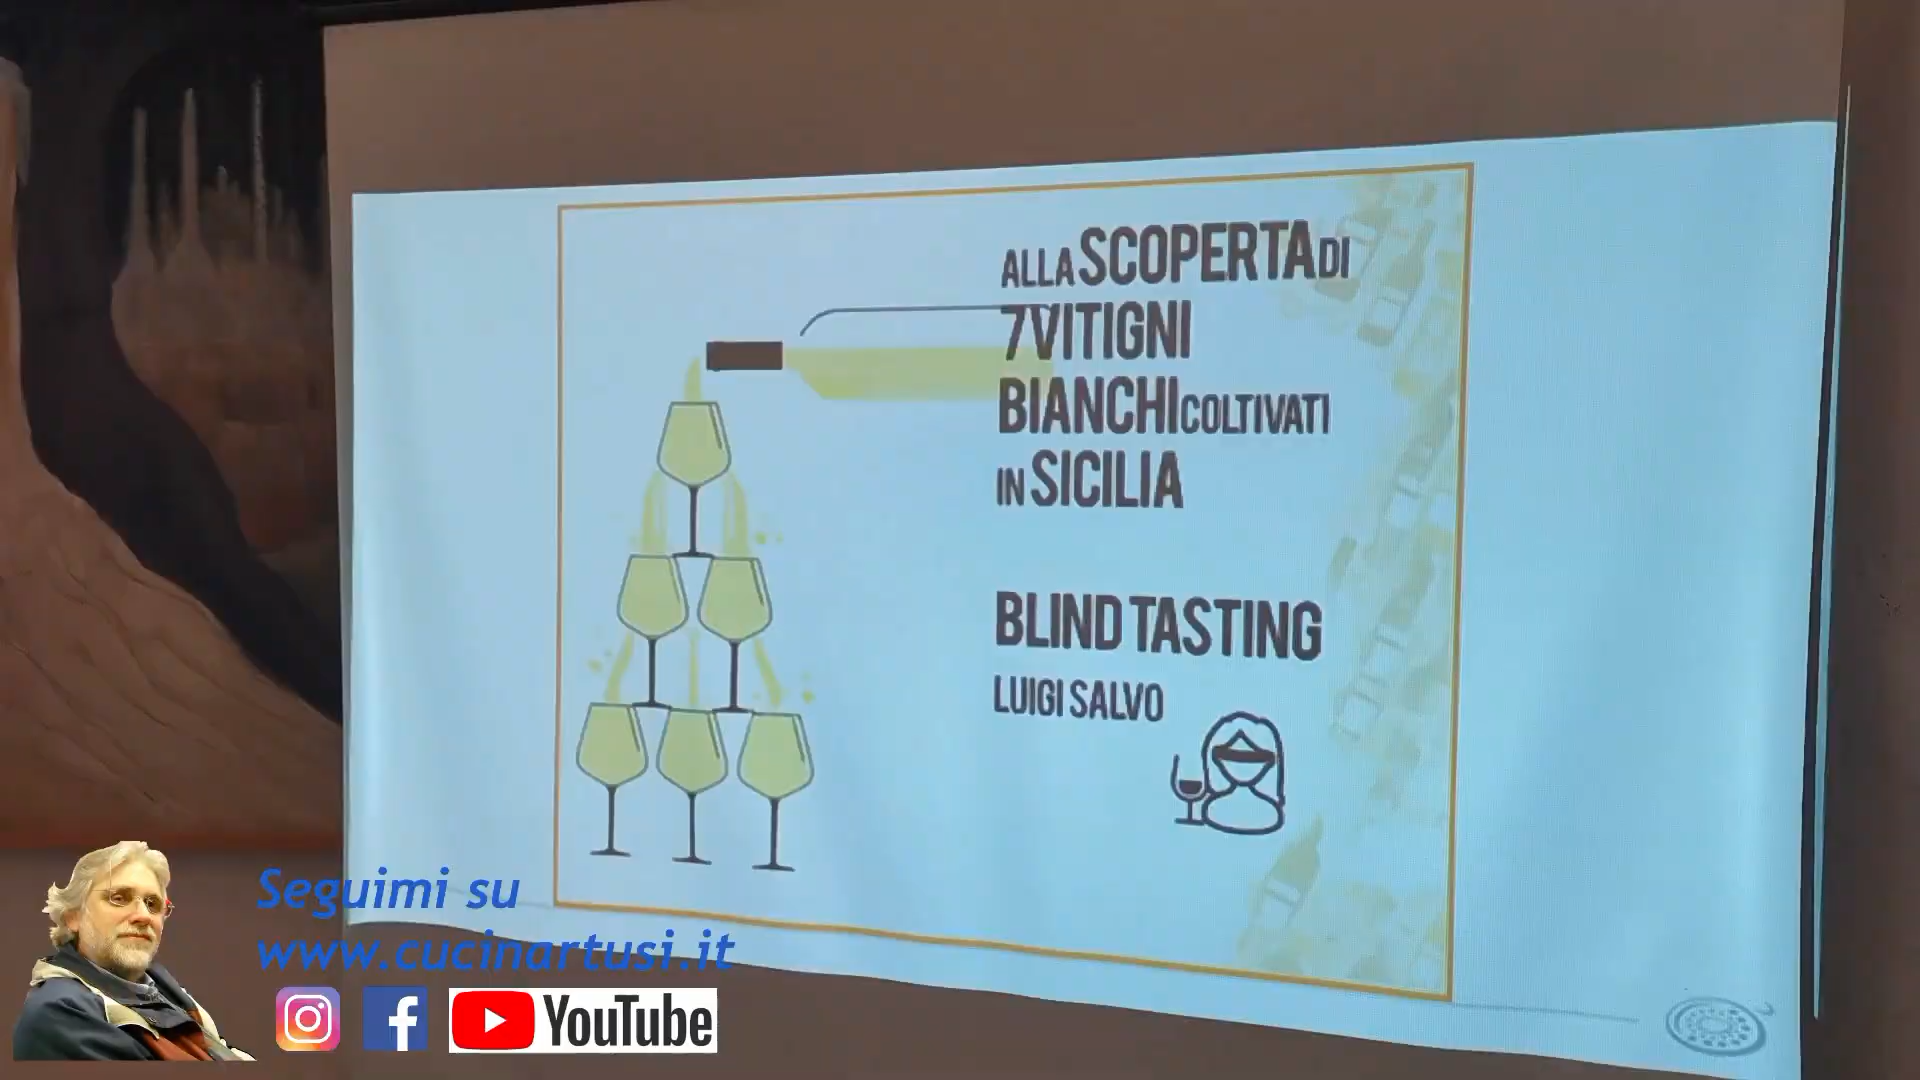 ALLA SCOPERTA DI
7 VITIGNI
BIANCHI COLTIVATI
IN SICILIA
BLIND TASTING
LUIGI SALVO
Seguimi su
www.cucinartusi.it
YouTube